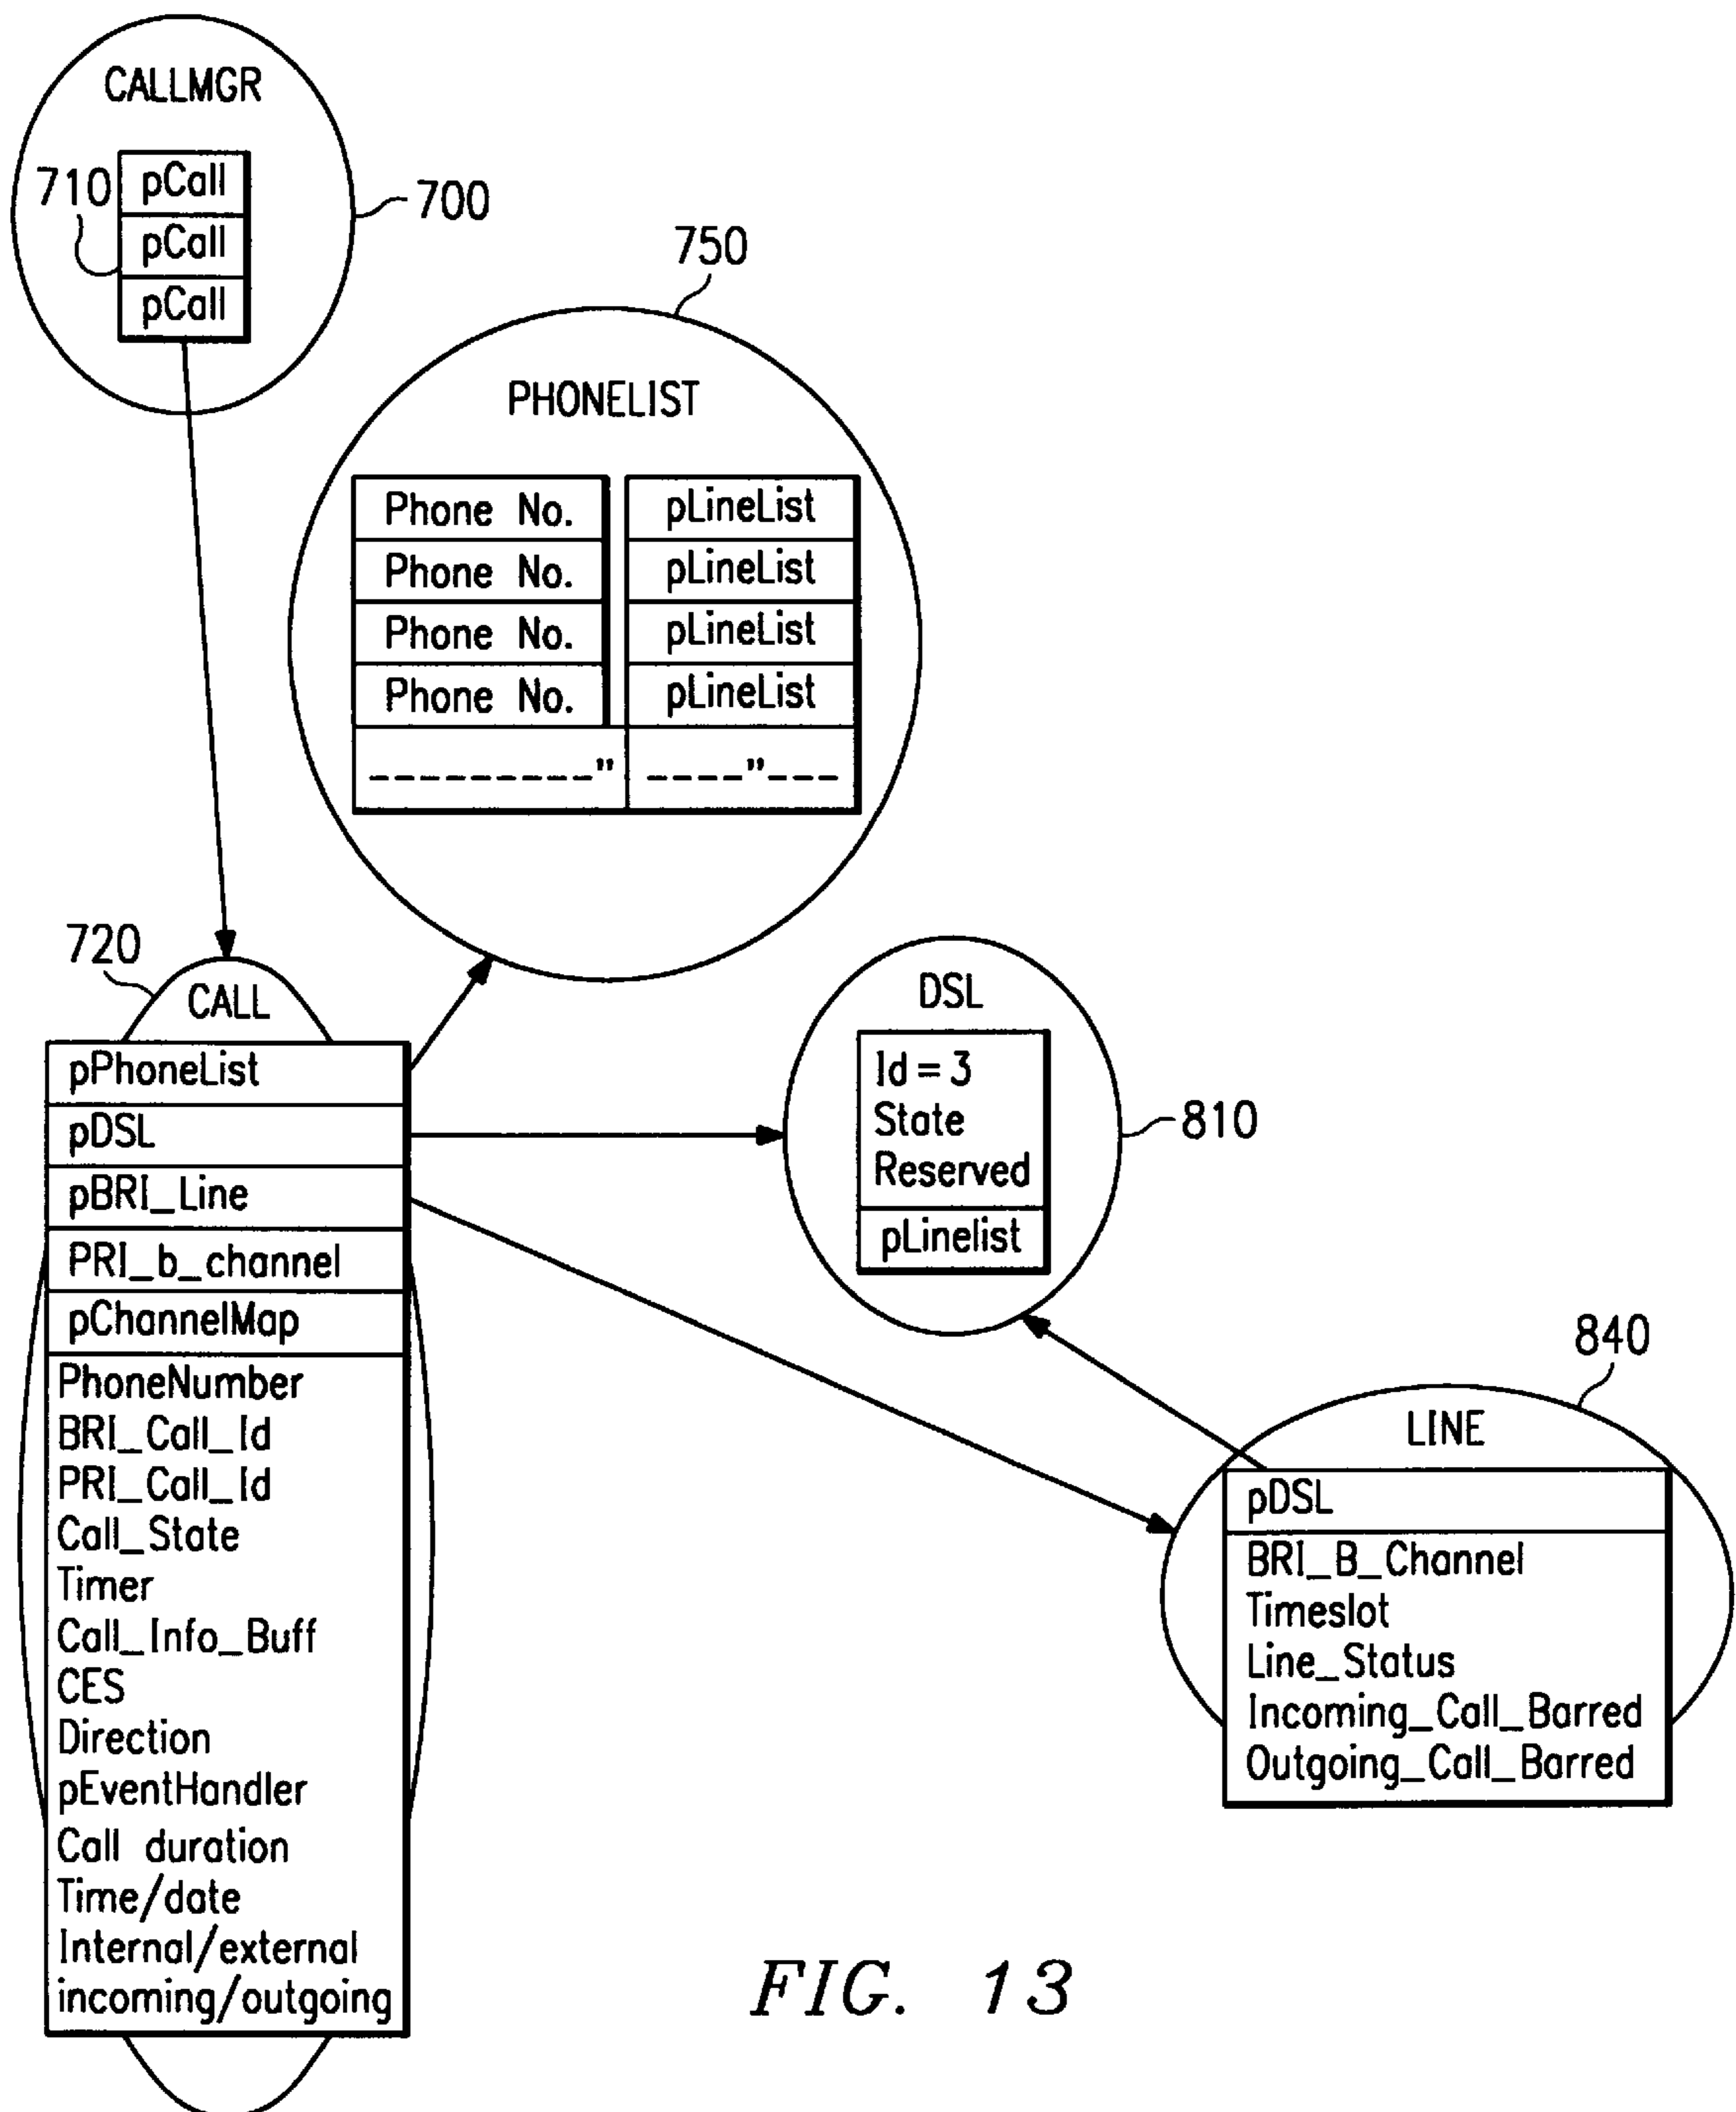 CALLMGR
710
pCall
pCall
pCall
700
750
PHONELIST
Phone No. pLineList
Phone No. pLineList
Phone No. pLineList
Phone No. pLineList
----------" -----"---
720
CALL
pPhoneList
pDSL
pBRI_Line
PRI_b_channel
pChannelMap
PhoneNumber
BRI_Call_Id
PRI_Call_Id
Call_State
Timer
Call_Info_Buff
CES
Direction
pEventHandler
Call duration
Time/date
Internal/external
incoming/outgoing
DSL
Id = 3
State
Reserved
pLinelist
810
840
LINE
pDSL
BRI_B_Channel
Timeslot
Line_Status
Incoming_Call_Barred
Outgoing_Call_Barred
FIG. 13